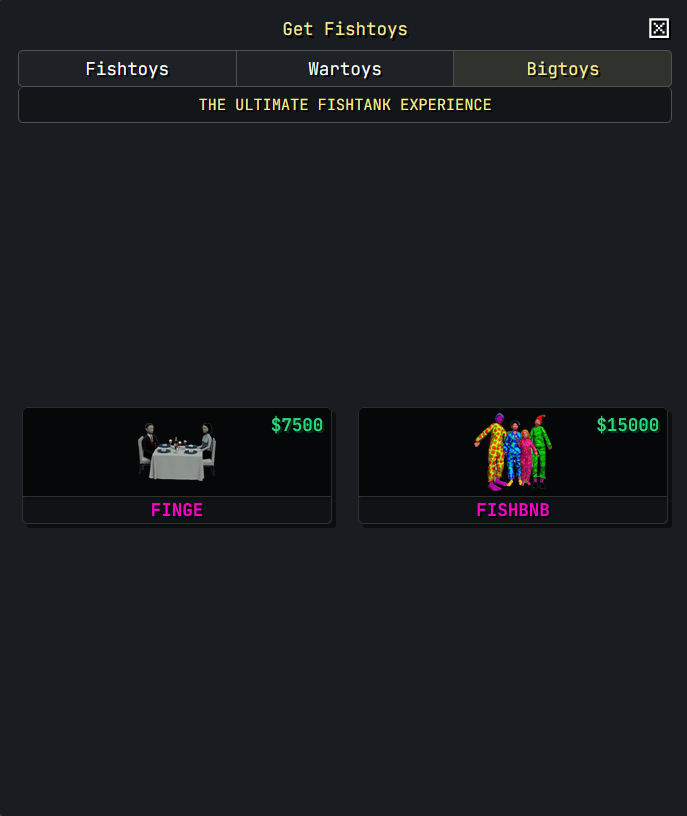 Get Fishtoys
Fishtoys Wartoys Bigtoys
THE ULTIMATE FISHTANK EXPERIENCE
$7500 $15000
FINGE FISHBNB